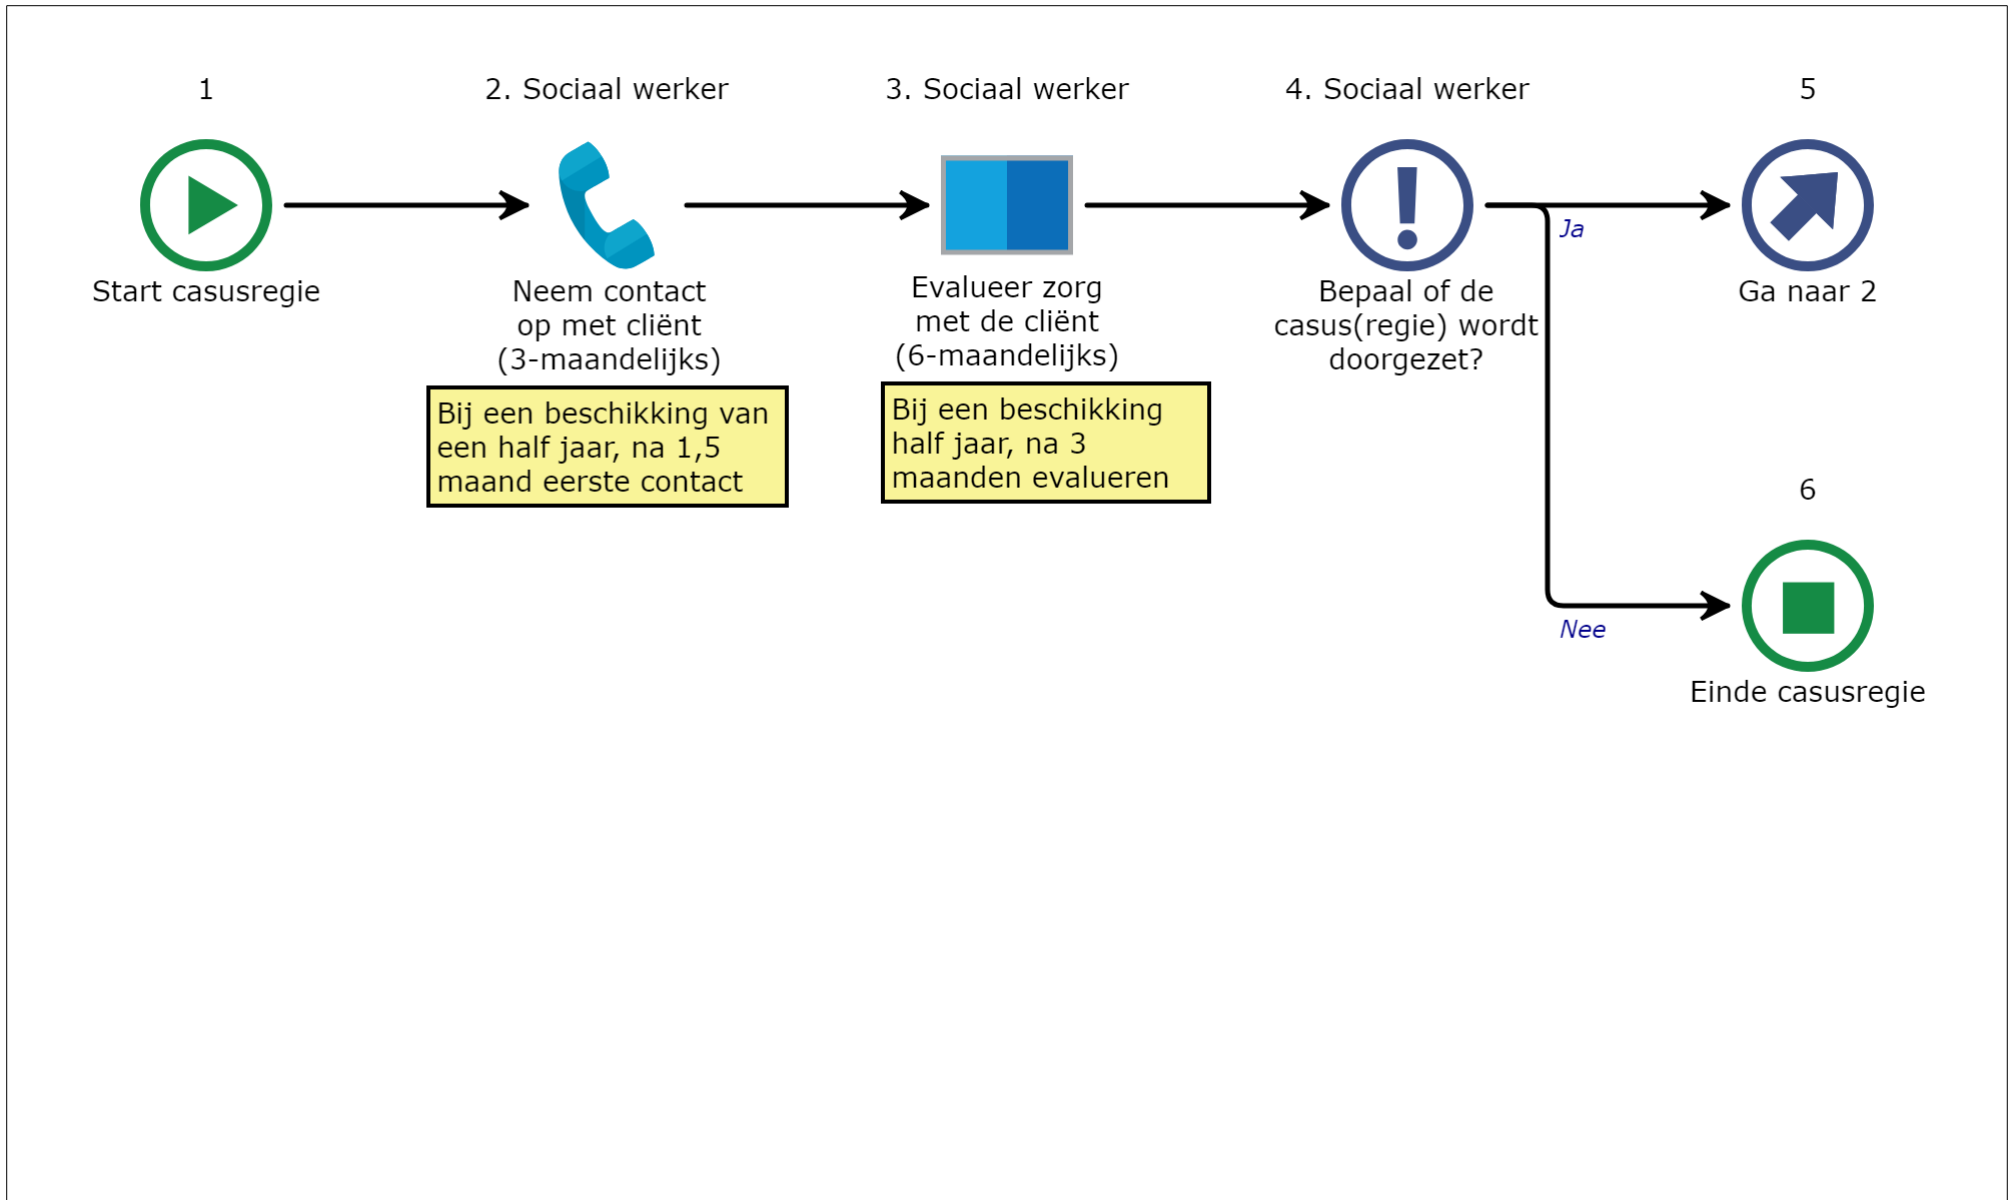 1
2. Sociaal werker
3. Sociaal werker
4. Sociaal werker
5
Start casusregie
Neem contact
op met cliënt
(3-maandelijks)
Bij een beschikking van
een half jaar, na 1,5
maand eerste contact
Evalueer zorg
met de cliënt
(6-maandelijks)
Bij een beschikking
half jaar, na 3
maanden evalueren
Bepaal of de
casus(regie) wordt
doorgezet?
Ja
Ga naar 2
6
Nee
Einde casusregie